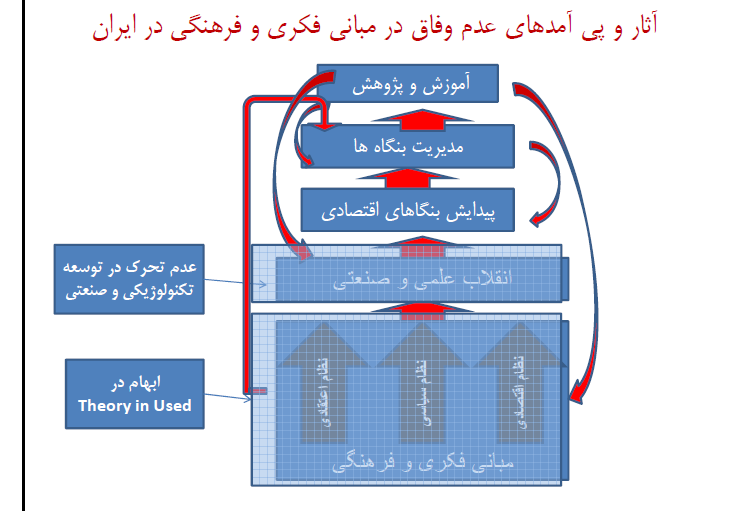 آثار و پی آمدهای عدم وفاق در مبانی فکری و فرهنگی در ایران
آموزش و پژوهش
مدیریت بنگاه ها
پیدایش بنگاهای اقتصادی
انقلاب علمی و صنعتی
عدم تحرک در توسعه
تکنولوژیکی و صنعتی
نظام اقتصادی
نظام سیاسی
نظام اعتقادی
ابهام در
Theory in Used
مبانی فکری و فرهنگی